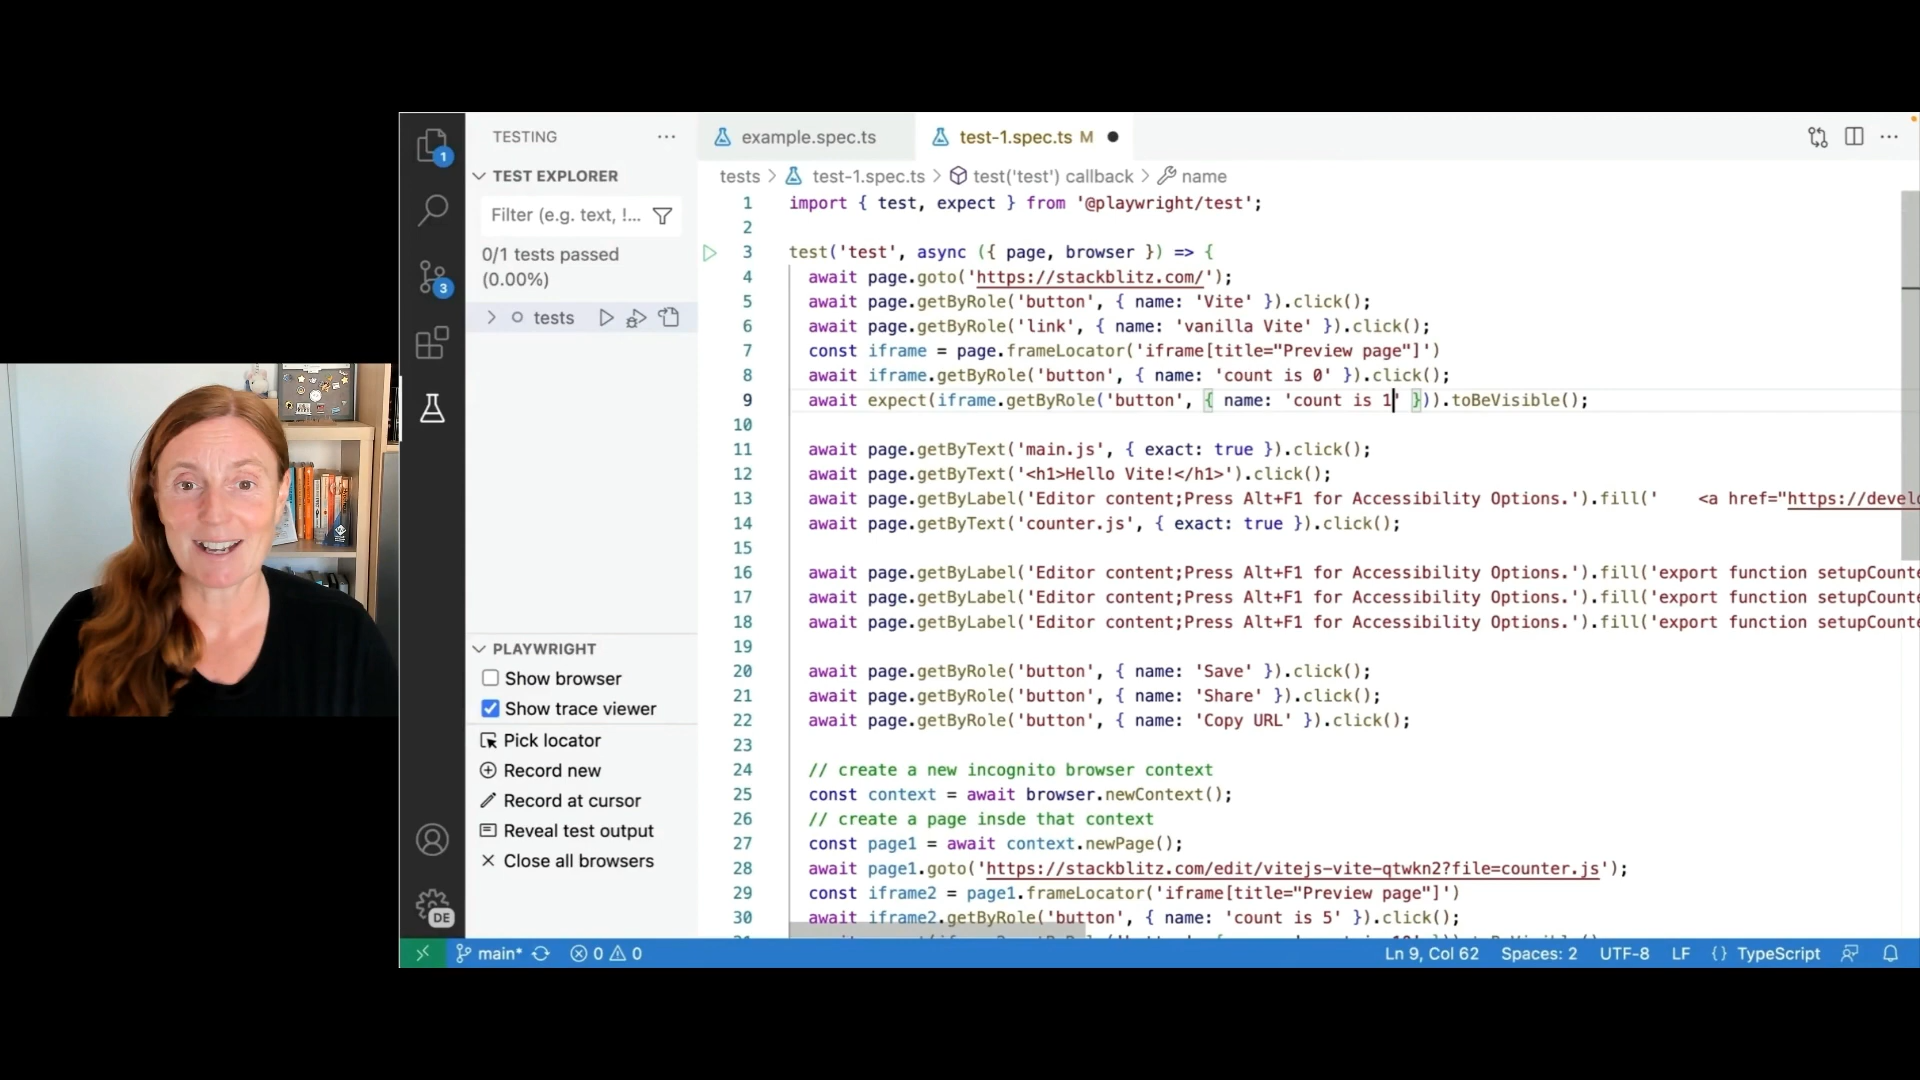 TESTING
TEST EXPLORER
Filter (e.g. text, !...
0/1 tests passed
(0.00%)
tests
PLAYWRIGHT
Show browser
Show trace viewer
Pick locator
Record new
Record at cursor
Reveal test output
Close all browsers
1
3
DE
example.spec.ts
test-1.spec.ts M
tests > test-1.spec.ts > test('test') callback > name
1 import { test, expect } from '@playwright/test';
2
3 test('test', async ({ page, browser }) => {
4 await page.goto('https://stackblitz.com/');
5 await page.getByRole('button', { name: 'Vite' }).click();
6 await page.getByRole('link', { name: 'vanilla Vite' }).click();
7 const iframe = page.frameLocator('iframe[title="Preview page"]')
8 await iframe.getByRole('button', { name: 'count is 0' }).click();
9 await expect(iframe.getByRole('button', { name: 'count is 1' })).toBeVisible();
10
11 await page.getByText('main.js', { exact: true }).click();
12 await page.getByText('<h1>Hello Vite!</h1>').click();
13 await page.getByLabel('Editor content;Press Alt+F1 for Accessibility Options.').fill(' <a href="https://develo
14 await page.getByText('counter.js', { exact: true }).click();
15
16 await page.getByLabel('Editor content;Press Alt+F1 for Accessibility Options.').fill('export function setupCounte
17 await page.getByLabel('Editor content;Press Alt+F1 for Accessibility Options.').fill('export function setupCounte
18 await page.getByLabel('Editor content;Press Alt+F1 for Accessibility Options.').fill('export function setupCounte
19
20 await page.getByRole('button', { name: 'Save' }).click();
21 await page.getByRole('button', { name: 'Share' }).click();
22 await page.getByRole('button', { name: 'Copy URL' }).click();
23
24 // create a new incognito browser context
25 const context = await browser.newContext();
26 // create a page insde that context
27 const page1 = await context.newPage();
28 await page1.goto('https://stackblitz.com/edit/vitejs-vite-qtwkn2?file=counter.js');
29 const iframe2 = page1.frameLocator('iframe[title="Preview page"]')
30 await iframe2.getByRole('button', { name: 'count is 5' }).click();
main* 0 0
Ln 9, Col 62 Spaces: 2 UTF-8 LF {} TypeScript